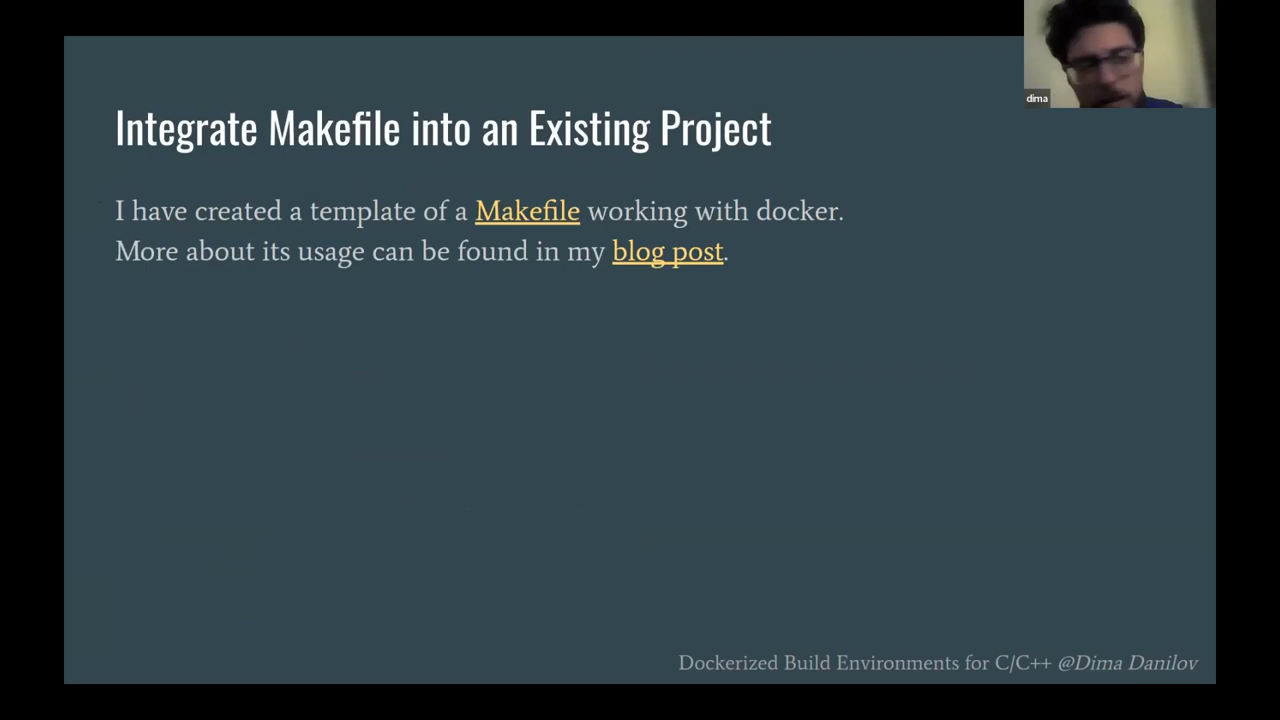 dima
Integrate Makefile into an Existing Project
I have created a template of a Makefile working with docker.
More about its usage can be found in my blog post.
Dockerized Build Environments for C/C++ @Dima Danilov